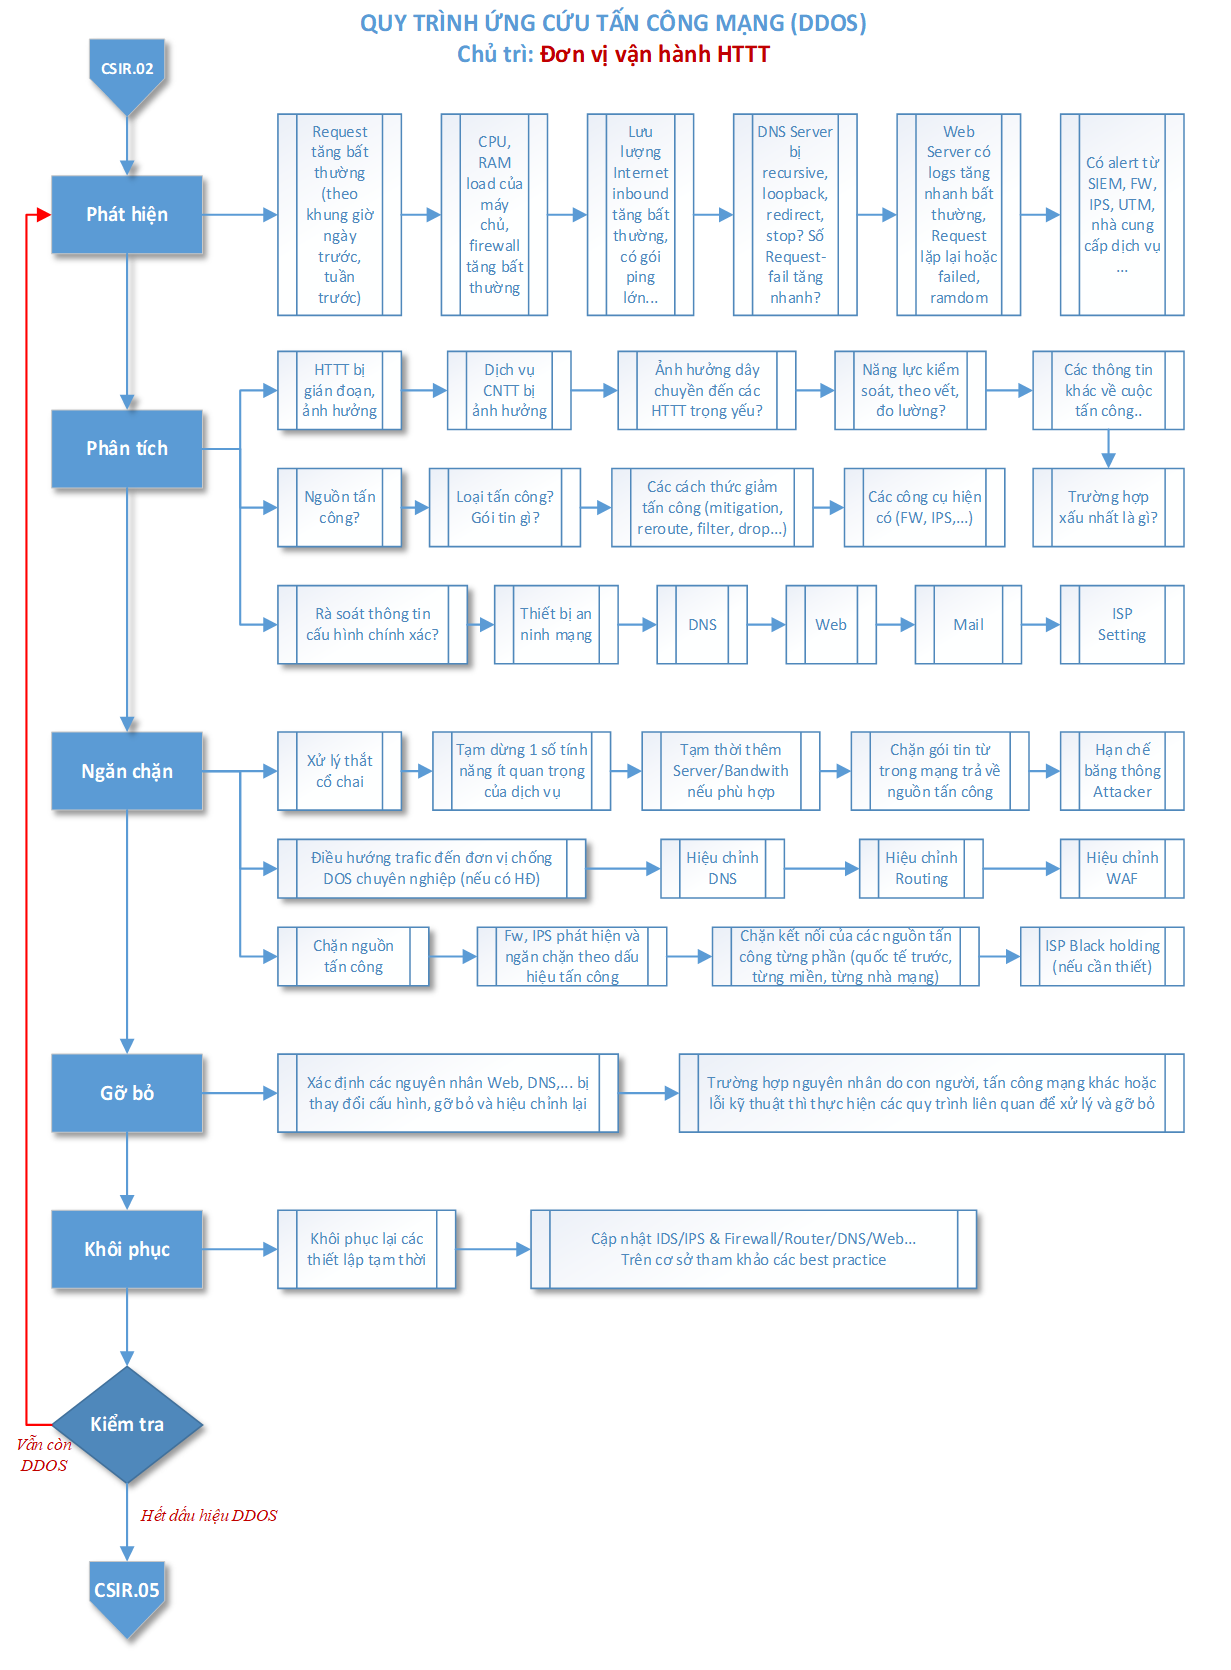 QUY TRÌNH ỨNG CỨU TẤN CÔNG MẠNG (DDOS)
Chủ trì: Đơn vị vận hành HTTT
CSIR.02
Phát hiện
Request
tăng bất
thường
(theo
khung giờ
ngày
trước,
tuần
trước)
CPU,
RAM
load của
máy
chủ,
firewall
tăng bất
thường
Lưu
lượng
Internet
inbound
tăng bất
thường,
có gói
ping
lớn...
DNS Server
bị
recursive,
loopback,
redirect,
stop? Số
Request-
fail tăng
nhanh?
Web
Server có
logs tăng
nhanh bất
thường,
Request
lặp lại hoặc
failed,
ramdom
Có alert từ
SIEM, FW,
IPS, UTM,
nhà cung
cấp dịch vụ
...
Phân tích
HTTT bị
gián đoạn,
ảnh hưởng
Dịch vụ
CNTT bị
ảnh hưởng
Ảnh hưởng dây
chuyền đến các
HTTT trọng yếu?
Năng lực kiểm
soát, theo vết,
đo lường?
Các thông tin
khác về cuộc
tấn công..
Nguồn tấn
công?
Loại tấn công?
Gói tin gì?
Các cách thức giảm
tấn công (mitigation,
reroute, filter, drop...)
Các công cụ hiện
có (FW, IPS,...)
Trường hợp
xấu nhất là gì?
Rà soát thông tin
cấu hình chính xác?
Thiết bị an
ninh mạng
DNS
Web
Mail
ISP
Setting
Ngăn chặn
Xử lý thắt
cổ chai
Tạm dừng 1 số tính
năng ít quan trọng
của dịch vụ
Tạm thời thêm
Server/Bandwith
nếu phù hợp
Chặn gói tin từ
trong mạng trả về
nguồn tấn công
Hạn chế
băng thông
Attacker
Điều hướng trafic đến đơn vị chống
DOS chuyên nghiệp (nếu có HĐ)
Hiệu chỉnh
DNS
Hiệu chỉnh
Routing
Hiệu chỉnh
WAF
Chặn nguồn
tấn công
Fw, IPS phát hiện và
ngăn chặn theo dấu
hiệu tấn công
Chặn kết nối của các nguồn tấn
công từng phần (quốc tế trước,
từng miền, từng nhà mạng)
ISP Black holding
(nếu cần thiết)
Gỡ bỏ
Xác định các nguyên nhân Web, DNS,... bị
thay đổi cấu hình, gỡ bỏ và hiệu chỉnh lại
Trường hợp nguyên nhân do con người, tấn công mạng khác hoặc
lỗi kỹ thuật thì thực hiện các quy trình liên quan để xử lý và gỡ bỏ
Khôi phục
Khôi phục lại các
thiết lập tạm thời
Cập nhật IDS/IPS & Firewall/Router/DNS/Web...
Trên cơ sở tham khảo các best practice
Kiểm tra
Vẫn còn
DDOS
Hết dấu hiệu DDOS
CSIR.05